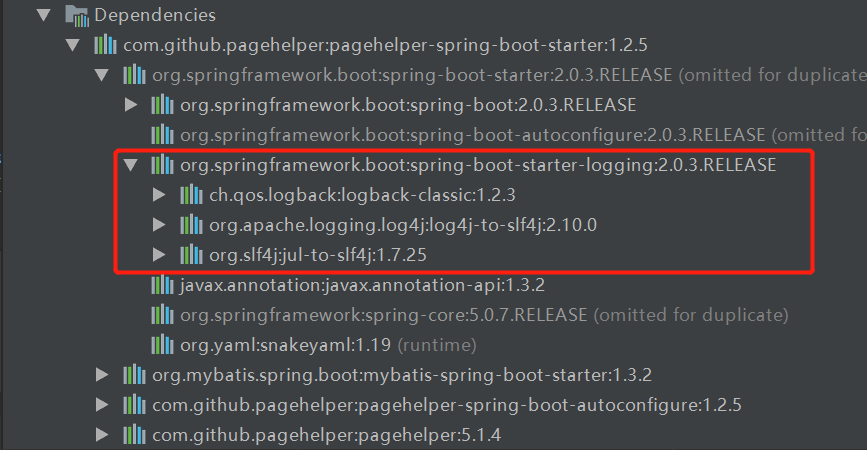 Dependencies
com.github.pagehelper:pagehelper-spring-boot-starter:1.2.5
org.springframework.boot:spring-boot-starter:2.0.3.RELEASE (omitted for duplicate
org.springframework.boot:spring-boot:2.0.3.RELEASE
org.springframework.boot:spring-boot-autoconfigure:2.0.3.RELEASE (omitted fo
org.springframework.boot:spring-boot-starter-logging:2.0.3.RELEASE
ch.qos.logback:logback-classic:1.2.3
org.apache.logging.log4j:log4j-to-slf4j:2.10.0
org.slf4j:jul-to-slf4j:1.7.25
javax.annotation:javax.annotation-api:1.3.2
org.springframework:spring-core:5.0.7.RELEASE (omitted for duplicate)
org.yaml:snakeyaml:1.19 (runtime)
org.mybatis.spring.boot:mybatis-spring-boot-starter:1.3.2
com.github.pagehelper:pagehelper-spring-boot-autoconfigure:1.2.5
com.github.pagehelper:pagehelper:5.1.4